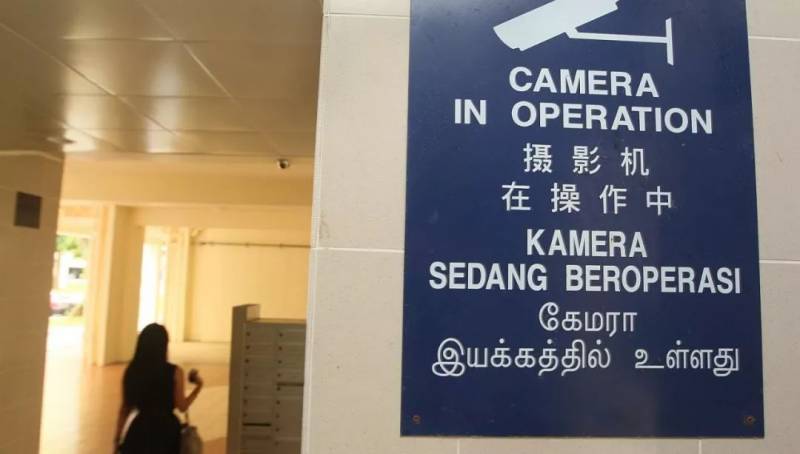 CAMERA
IN OPERATION
摄影机
在操作中
KAMERA
SEDANG BEROPERASI
கேமரா
இயக்கத்தில் உள்ளது